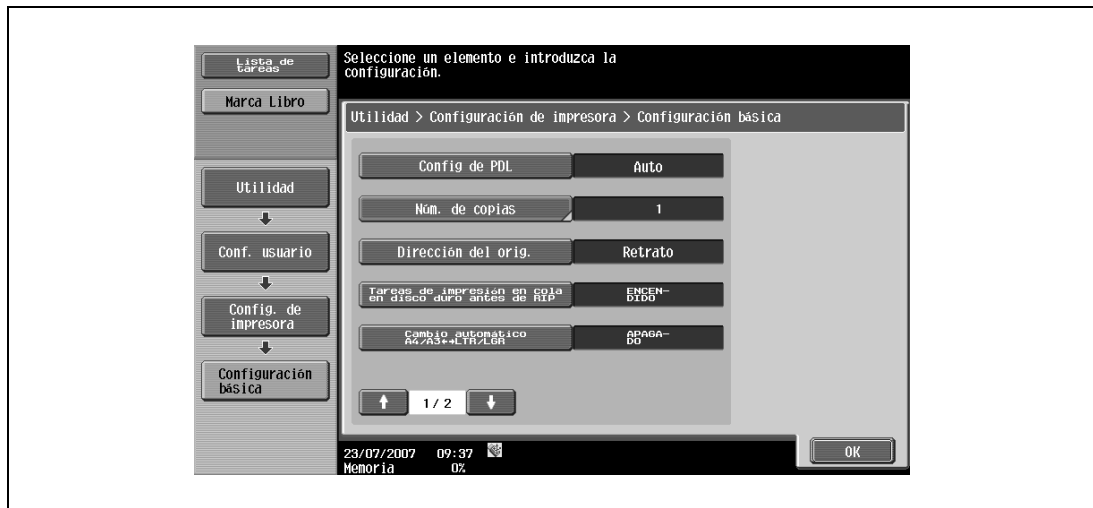 Lista de
tareas
Marca Libro
Seleccione un elemento e introduzca la
configuración.
Utilidad > Configuración de impresora > Configuración básica
Utilidad
Conf. usuario
Config. de
impresora
Configuración
básica
Config de PDL
Auto
Núm. de copias
1
Dirección del orig.
Retrato
Tareas de impresión en cola
en disco duro antes de RIP
ENCEN-
DIDO
Cambio automático
A4/A3↔LTR/LGR
APAGA-
DO
1/2
23/07/2007 09:37
Memoria 0%
OK